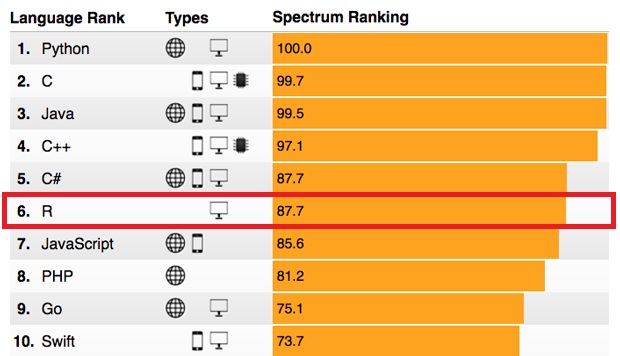 Language Rank Types Spectrum Ranking
1. Python 100.0
2. C 99.7
3. Java 99.5
4. C++ 97.1
5. C# 87.7
6. R 87.7
7. JavaScript 85.6
8. PHP 81.2
9. Go 75.1
10. Swift 73.7